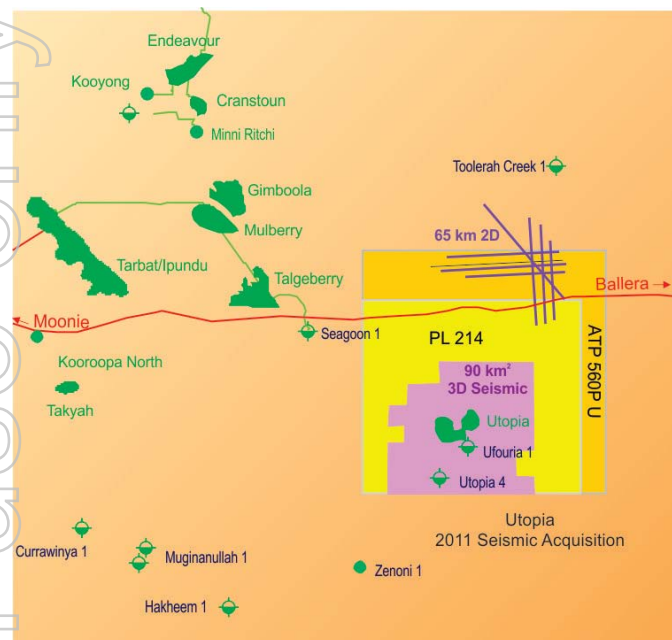 Endeavour
Kooyong
Cranstoun
Minni Ritchi
Toolerah Creek 1
Gimboola
Mulberry
65 km 2D
Tarbat/Ipundu
Talgeberry
Ballera
Moonie
Seagoon 1
PL 214
ATP 560P U
Kooroopa North
90 km²
3D Seismic
Takyah
Utopia
Ufouria 1
Utopia 4
Utopia
2011 Seismic Acquisition
Currawinya 1
Muginanullah 1
Zenoni 1
Hakheem 1